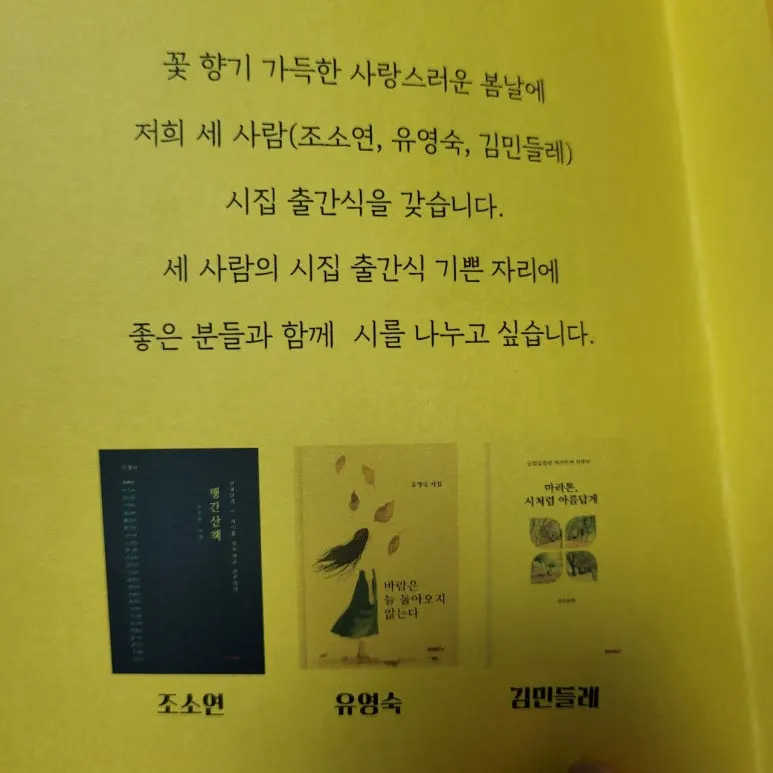 꽃 향기 가득한 사랑스러운 봄날에
저희 세 사람(조소연, 유영숙, 김민들레)
시집 출간식을 갖습니다.
세 사람의 시집 출간식 기쁜 자리에
좋은 분들과 함께 시를 나누고 싶습니다.
행간산책
유영숙 시집
바람은
늘 돌아오지
않는다
마라톤,
시처럼 아름답게
조소연
유영숙
김민들레